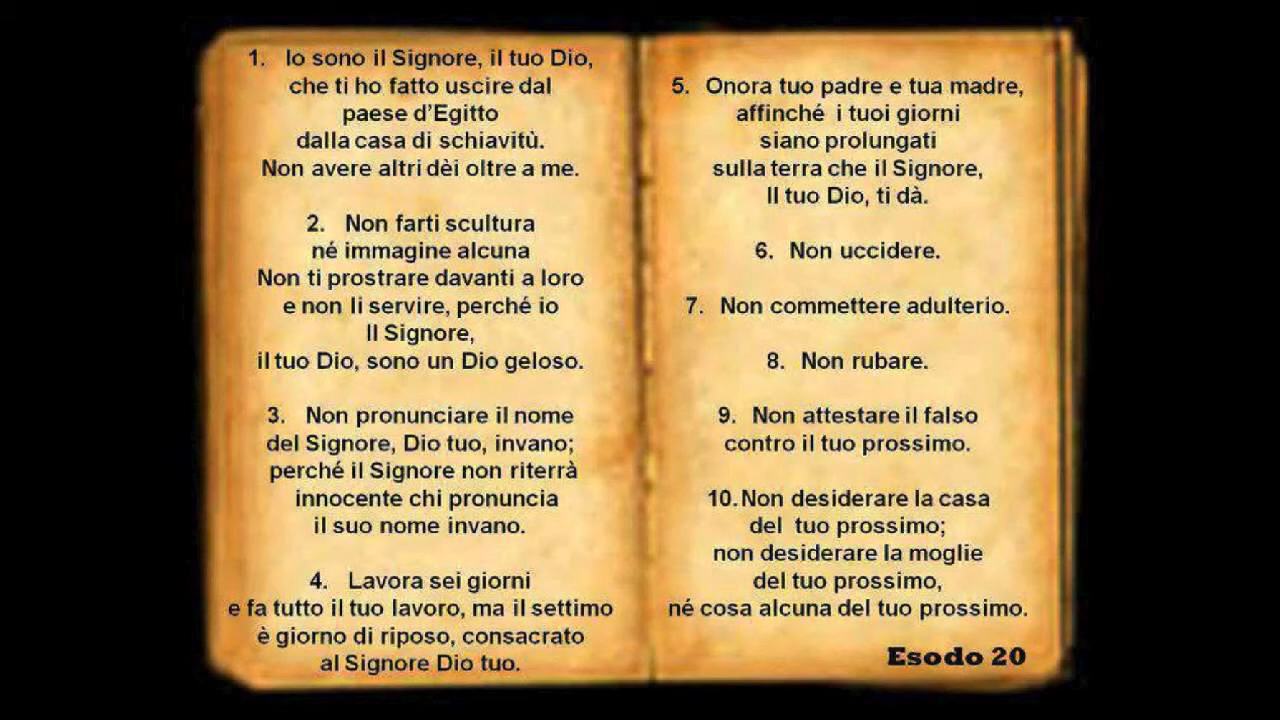 1. Io sono il Signore, il tuo Dio,
che ti ho fatto uscire dal
paese d’Egitto
dalla casa di schiavitù.
Non avere altri dèi oltre a me.
2. Non farti scultura
né immagine alcuna
Non ti prostrare davanti a loro
e non li servire, perché io
Il Signore,
il tuo Dio, sono un Dio geloso.
3. Non pronunciare il nome
del Signore, Dio tuo, invano;
perché il Signore non riterrà
innocente chi pronuncia
il suo nome invano.
4. Lavora sei giorni
e fa tutto il tuo lavoro, ma il settimo
è giorno di riposo, consacrato
al Signore Dio tuo.
5. Onora tuo padre e tua madre,
affinché i tuoi giorni
siano prolungati
sulla terra che il Signore,
Il tuo Dio, ti dà.
6. Non uccidere.
7. Non commettere adulterio.
8. Non rubare.
9. Non attestare il falso
contro il tuo prossimo.
10. Non desiderare la casa
del tuo prossimo;
non desiderare la moglie
del tuo prossimo,
né cosa alcuna del tuo prossimo.
Esodo 20